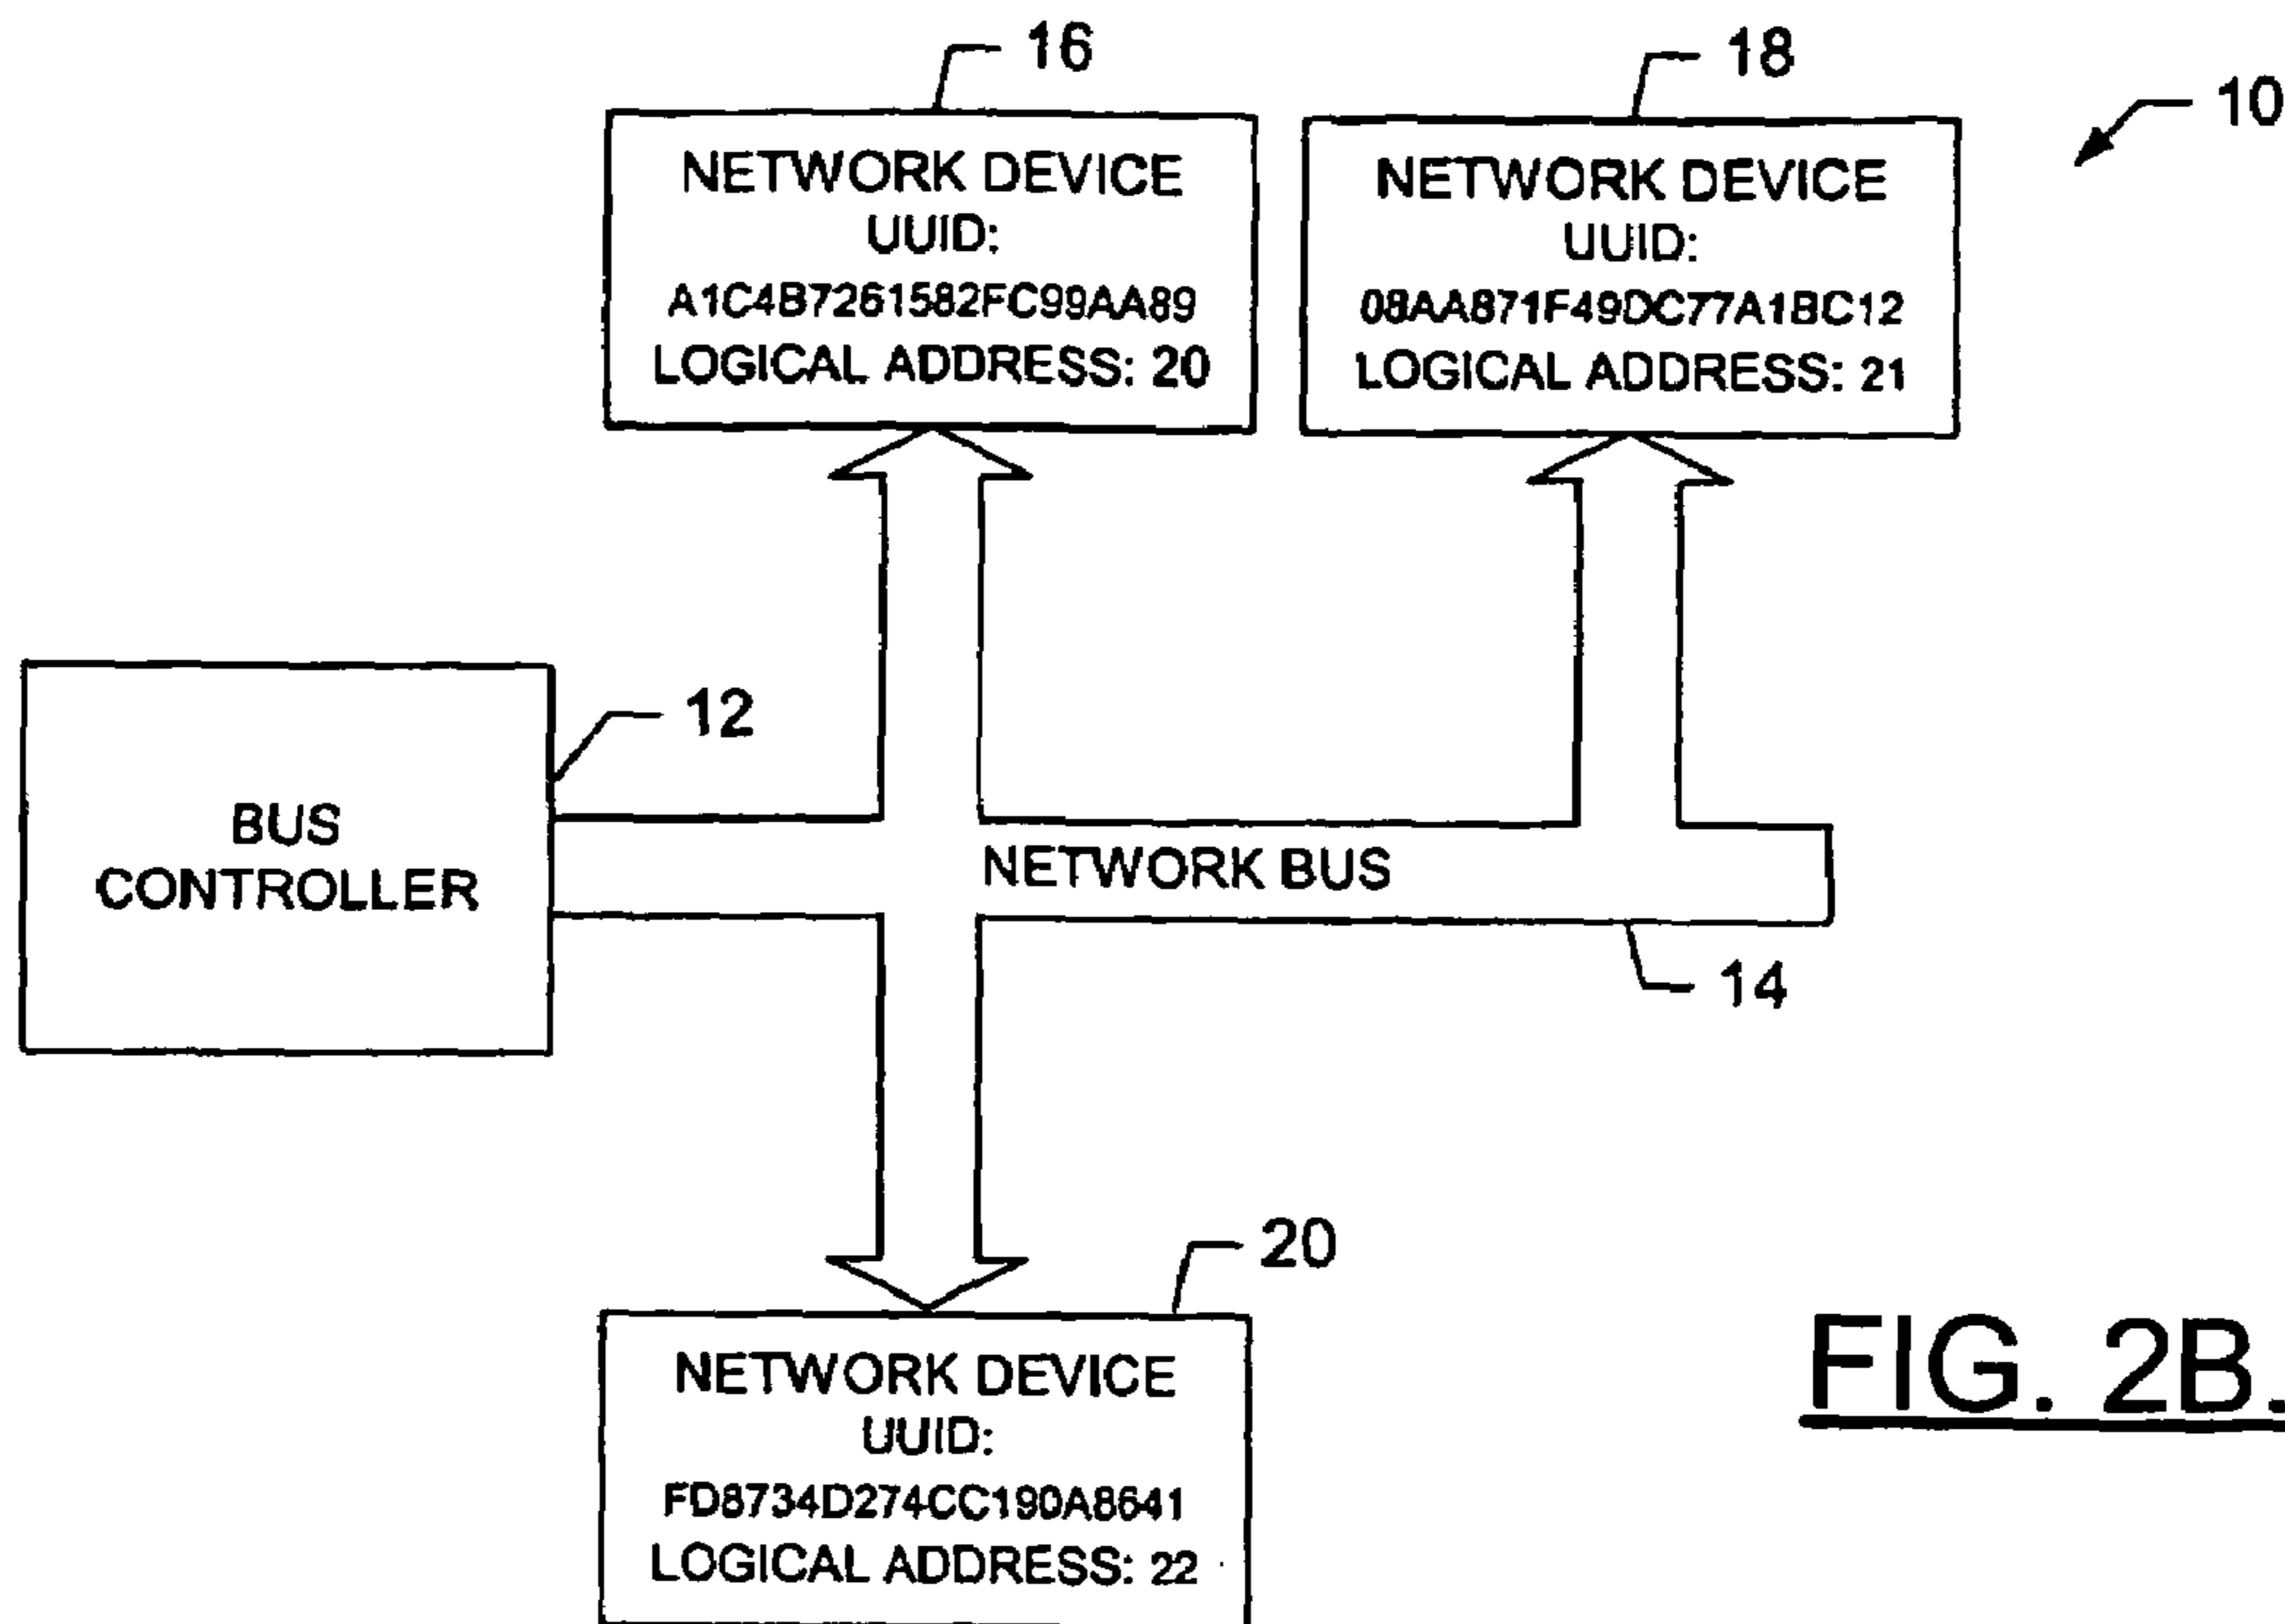 16
18
10
NETWORK DEVICE
UUID:
A1C4B7261582FC99AA89
LOGICAL ADDRESS: 20
NETWORK DEVICE
UUID:
08AA871F49DC77A1BC12
LOGICAL ADDRESS: 21
12
BUS
CONTROLLER
NETWORK BUS
14
20
NETWORK DEVICE
UUID:
FD8734D274CC190A8641
LOGICAL ADDRESS: 22
FIG. 2B.